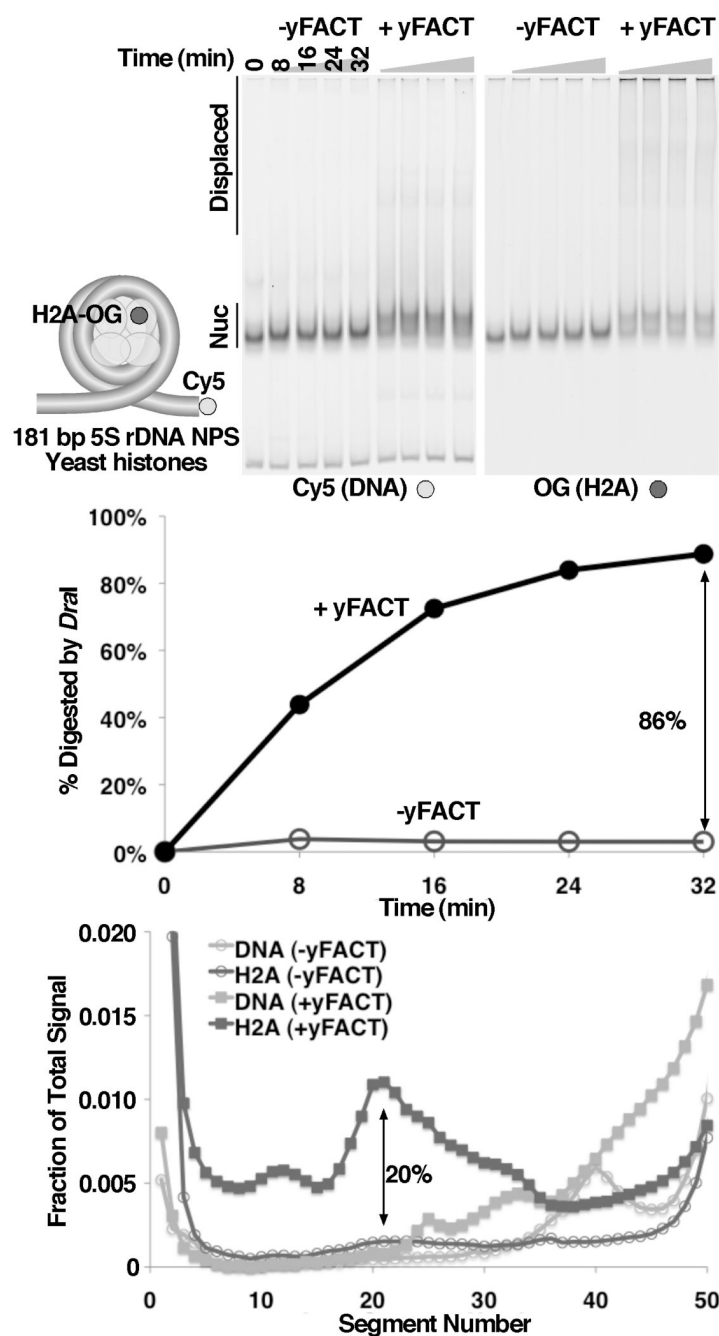 -yFACT + yFACT -yFACT + yFACT
Time (min) 0 8 16 24 32
Displaced
Nuc
H2A-OG
Cy5
181 bp 5S rDNA NPS
Yeast histones
Cy5 (DNA) OG (H2A)
100%
80%
60%
40%
20%
0%
% Digested by DraI
+ yFACT
86%
-yFACT
0 8 16 24 32
Time (min)
0.020
0.015
0.010
0.005
0
Fraction of Total Signal
DNA (-yFACT)
H2A (-yFACT)
DNA (+yFACT)
H2A (+yFACT)
20%
0 10 20 30 40 50
Segment Number